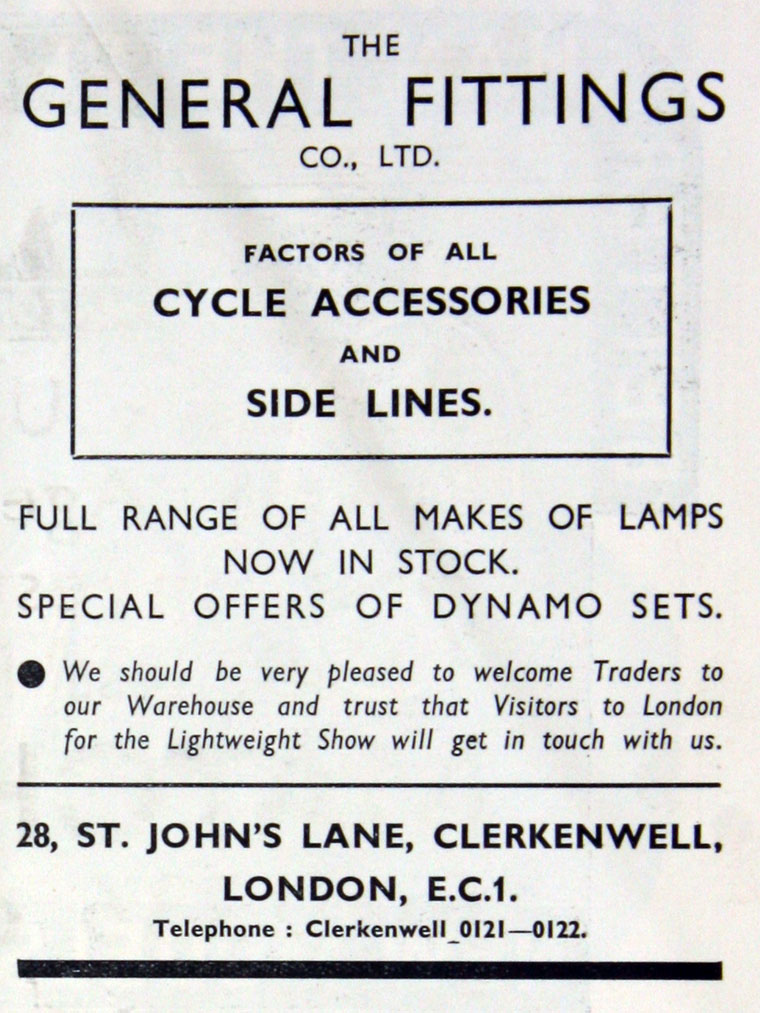 THE
GENERAL FITTINGS
CO., LTD.
FACTORS OF ALL
CYCLE ACCESSORIES
AND
SIDE LINES.
FULL RANGE OF ALL MAKES OF LAMPS
NOW IN STOCK.
SPECIAL OFFERS OF DYNAMO SETS.
● We should be very pleased to welcome Traders to
our Warehouse and trust that Visitors to London
for the Lightweight Show will get in touch with us.
28, ST. JOHN'S LANE, CLERKENWELL,
LONDON, E.C.1.
Telephone : Clerkenwell 0121—0122.